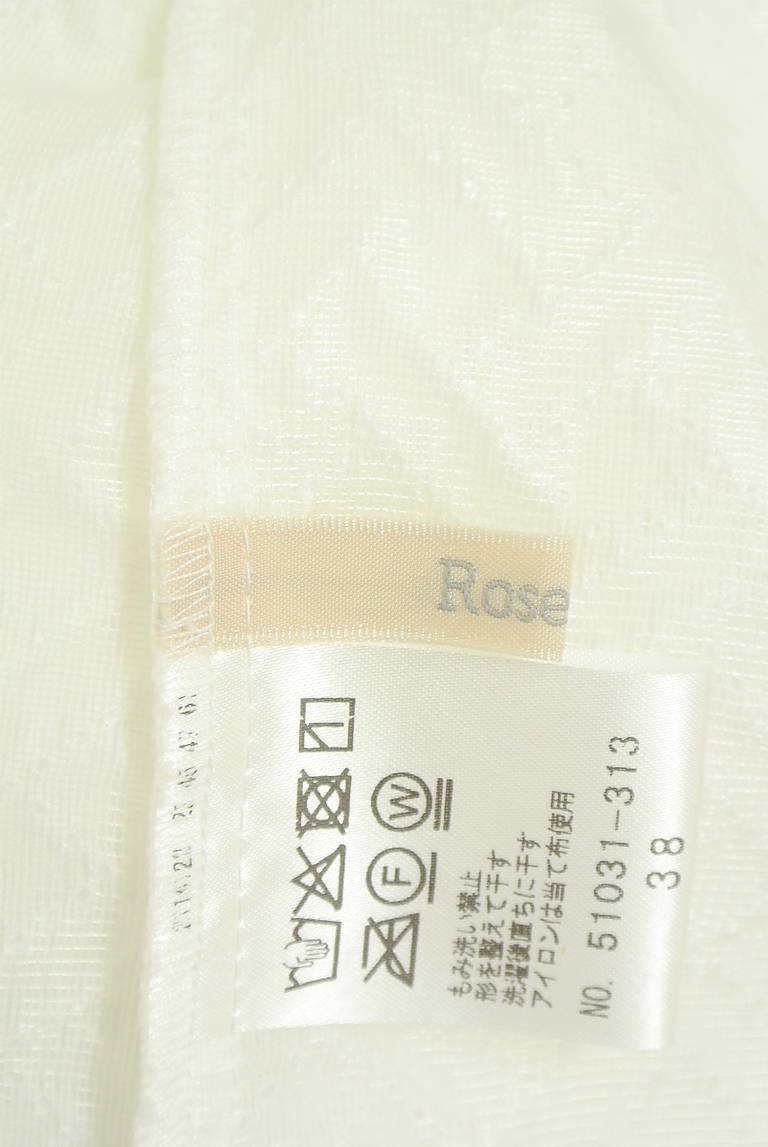 Rose
W
F
もみ洗い禁止
形を整えて干す
洗濯後直ちに干す
アイロンは当て布使用
NO. 51031-313
38